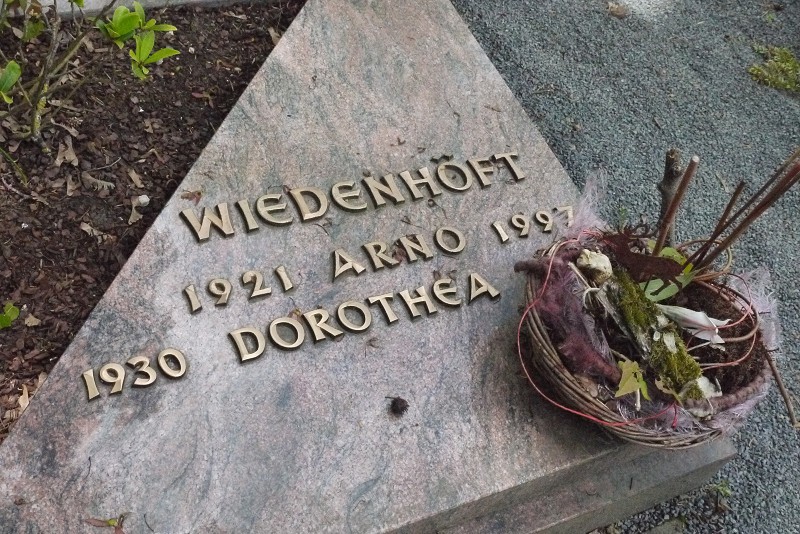 WIEDENHÖFT
1921 ARNO 1997
1930 DOROTHEA